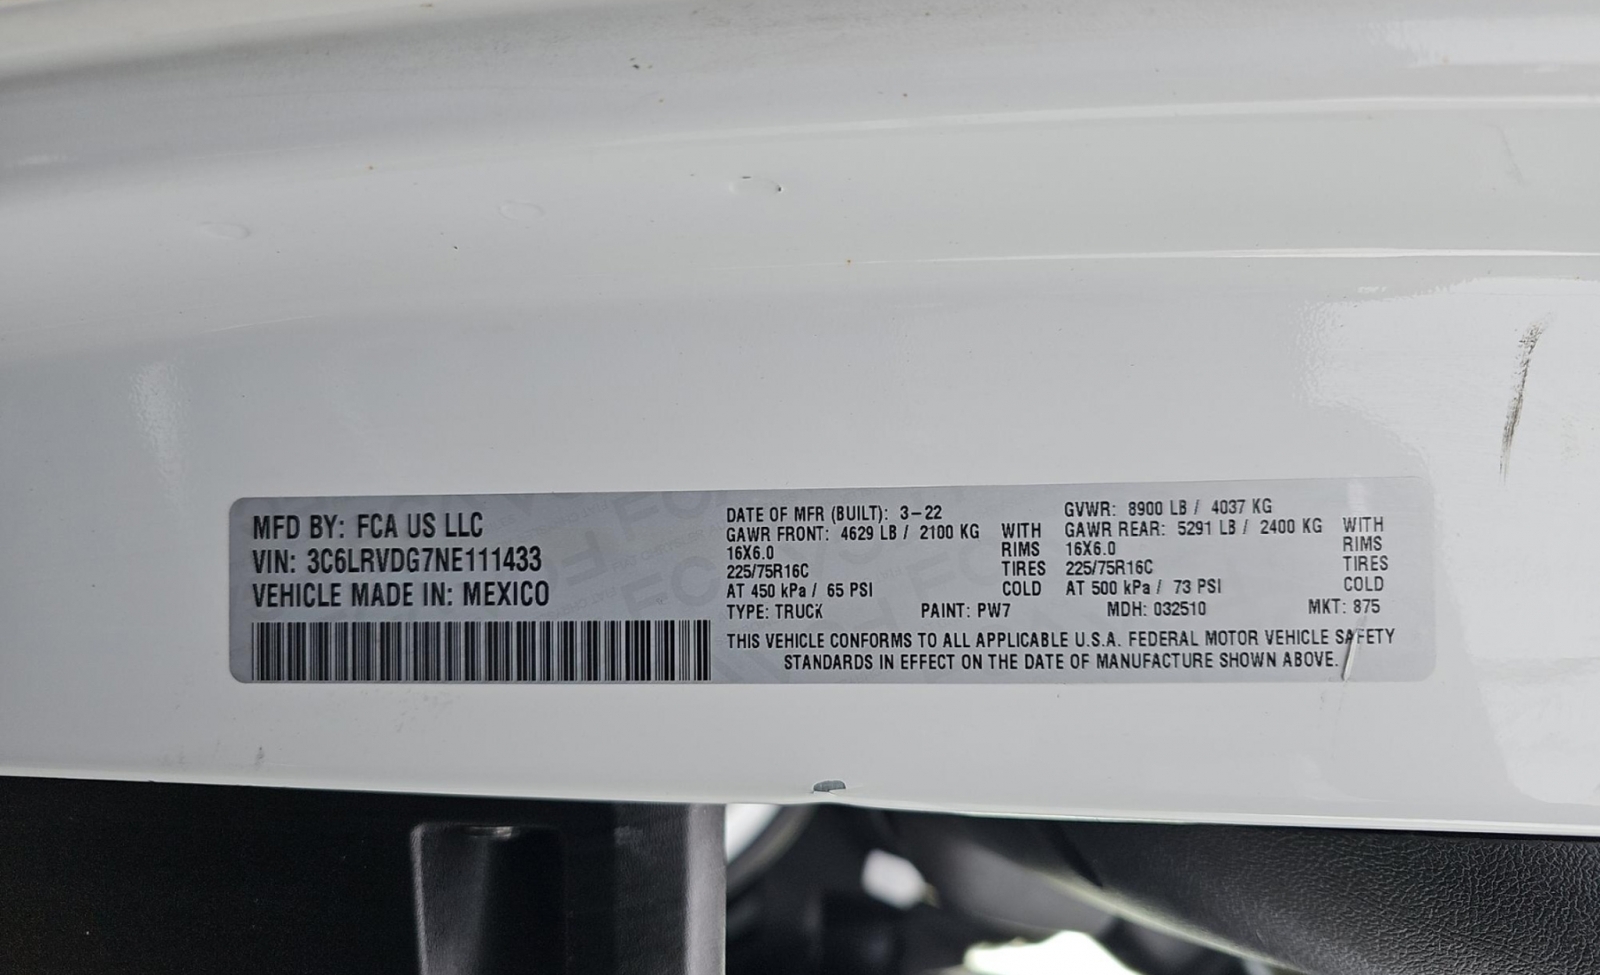 MFD BY: FCA US LLC
VIN: 3C6LRVDG7NE111433
VEHICLE MADE IN: MEXICO
DATE OF MFR (BUILT): 3-22 GVWR: 8900 LB / 4037 KG
GAWR FRONT: 4629 LB / 2100 KG WITH GAWR REAR: 5291 LB / 2400 KG WITH
16X6.0 RIMS 16X6.0 RIMS
225/75R16C TIRES 225/75R16C TIRES
AT 450 kPa / 65 PSI COLD AT 500 kPa / 73 PSI COLD
TYPE: TRUCK PAINT: PW7 MDH: 032510 MKT: 875
THIS VEHICLE CONFORMS TO ALL APPLICABLE U.S.A. FEDERAL MOTOR VEHICLE SAFETY
STANDARDS IN EFFECT ON THE DATE OF MANUFACTURE SHOWN ABOVE.